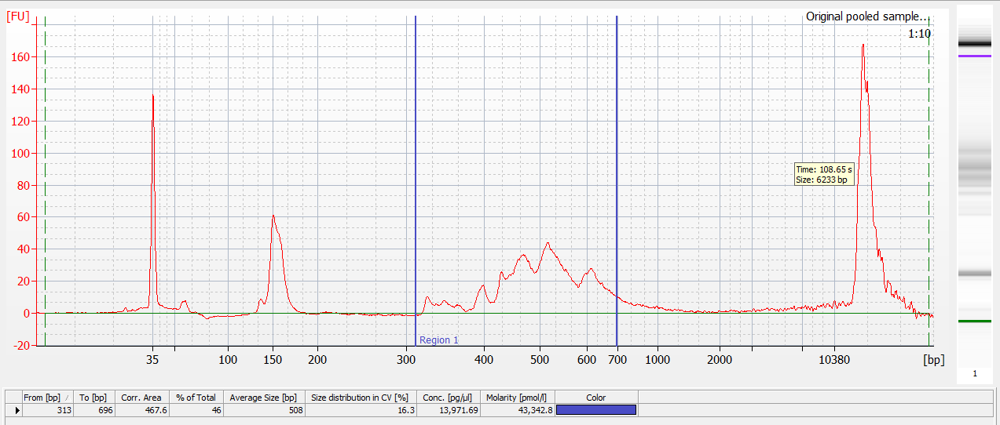 [FU]
Original pooled sample...
1:10
160
140
120
100
80
60
40
20
0
-20
Time: 108.65 s
Size: 6233 bp
Region 1
35 100 150 200 300 400 500 600 700 1000 2000 10380 [bp]
1
From [bp] / To [bp] Corr. Area % of Total Average Size [bp] Size distribution in CV [%] Conc. [pg/µl] Molarity [pmol/l] Color
313 696 467.6 46 508 16.3 13,971.69 43,342.8